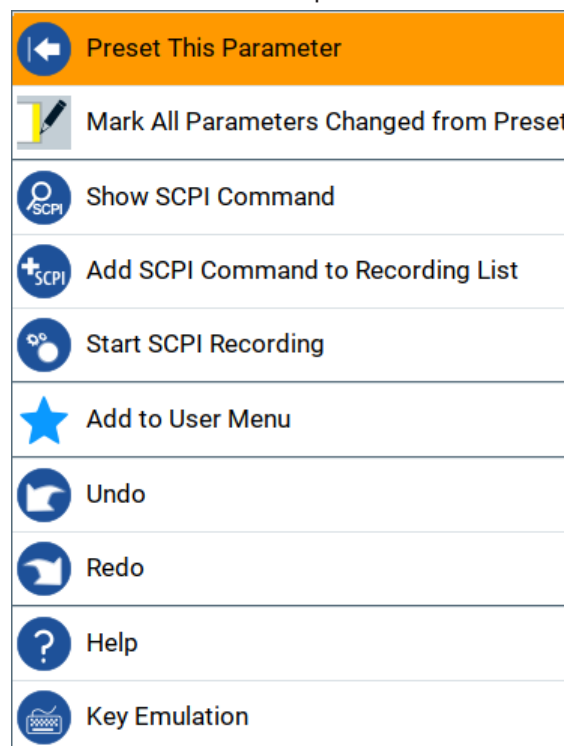 Preset This Parameter
Mark All Parameters Changed from Preset
SCPI
Show SCPI Command
SCPI
Add SCPI Command to Recording List
Start SCPI Recording
Add to User Menu
Undo
Redo
?
Help
Key Emulation